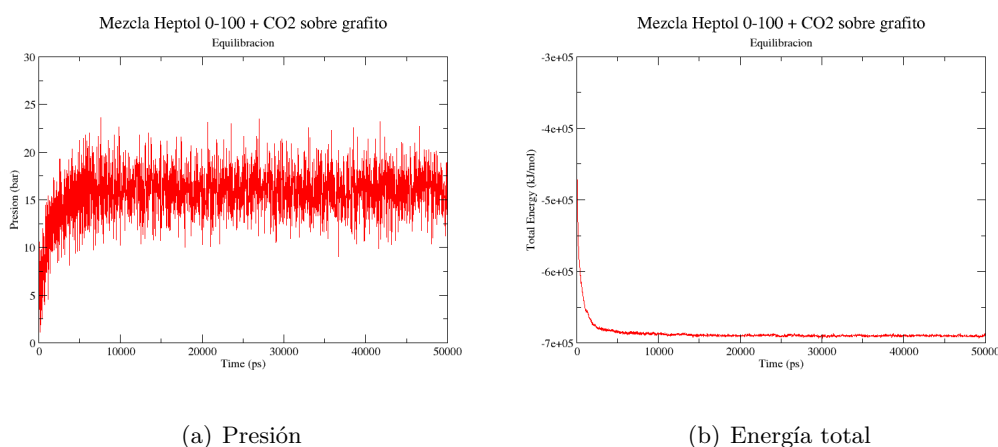 Mezcla Heptol 0-100 + CO2 sobre grafito
Equilibracion
30
25
20
15
10
5
0
Presion (bar)
0 10000 20000 30000 40000 50000
Time (ps)
(a) Presión
Mezcla Heptol 0-100 + CO2 sobre grafito
Equilibracion
-3e+05
-4e+05
-5e+05
-6e+05
-7e+05
Total Energy (kJ/mol)
0 10000 20000 30000 40000 50000
Time (ps)
(b) Energía total